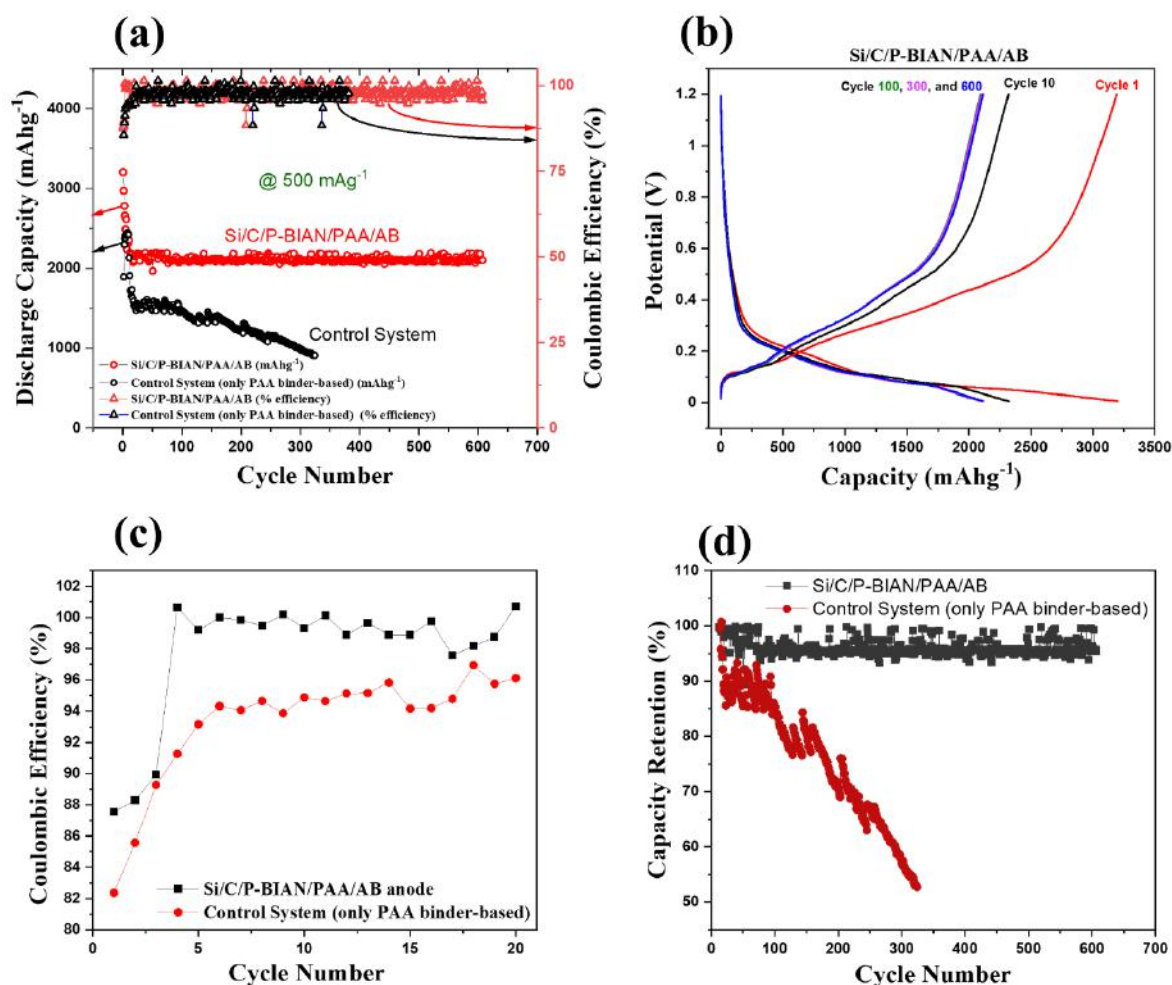 (a)
Discharge Capacity (mAhg⁻¹)
4000
3000
2000
1000
0
Coulombic Efficiency (%)
100
75
50
25
0
@ 500 mAg⁻¹
Si/C/P-BIAN/PAA/AB
Control System
Si/C/P-BIAN/PAA/AB (mAhg⁻¹)
Control System (only PAA binder-based) (mAhg⁻¹)
Si/C/P-BIAN/PAA/AB (% efficiency)
Control System (only PAA binder-based) (% efficiency)
0 100 200 300 400 500 600 700
Cycle Number
(b)
Si/C/P-BIAN/PAA/AB
Cycle 100, 300, and 600
Cycle 10
Cycle 1
Potential (V)
1.2
1.0
0.8
0.6
0.4
0.2
0.0
0 500 1000 1500 2000 2500 3000 3500
Capacity (mAhg⁻¹)
(c)
Coulombic Efficiency (%)
104
102
100
98
96
94
92
90
88
86
84
82
80
Si/C/P-BIAN/PAA/AB anode
Control System (only PAA binder-based)
0 5 10 15 20
Cycle Number
(d)
Capacity Retention (%)
110
100
90
80
70
60
50
Si/C/P-BIAN/PAA/AB
Control System (only PAA binder-based)
0 100 200 300 400 500 600 700
Cycle Number